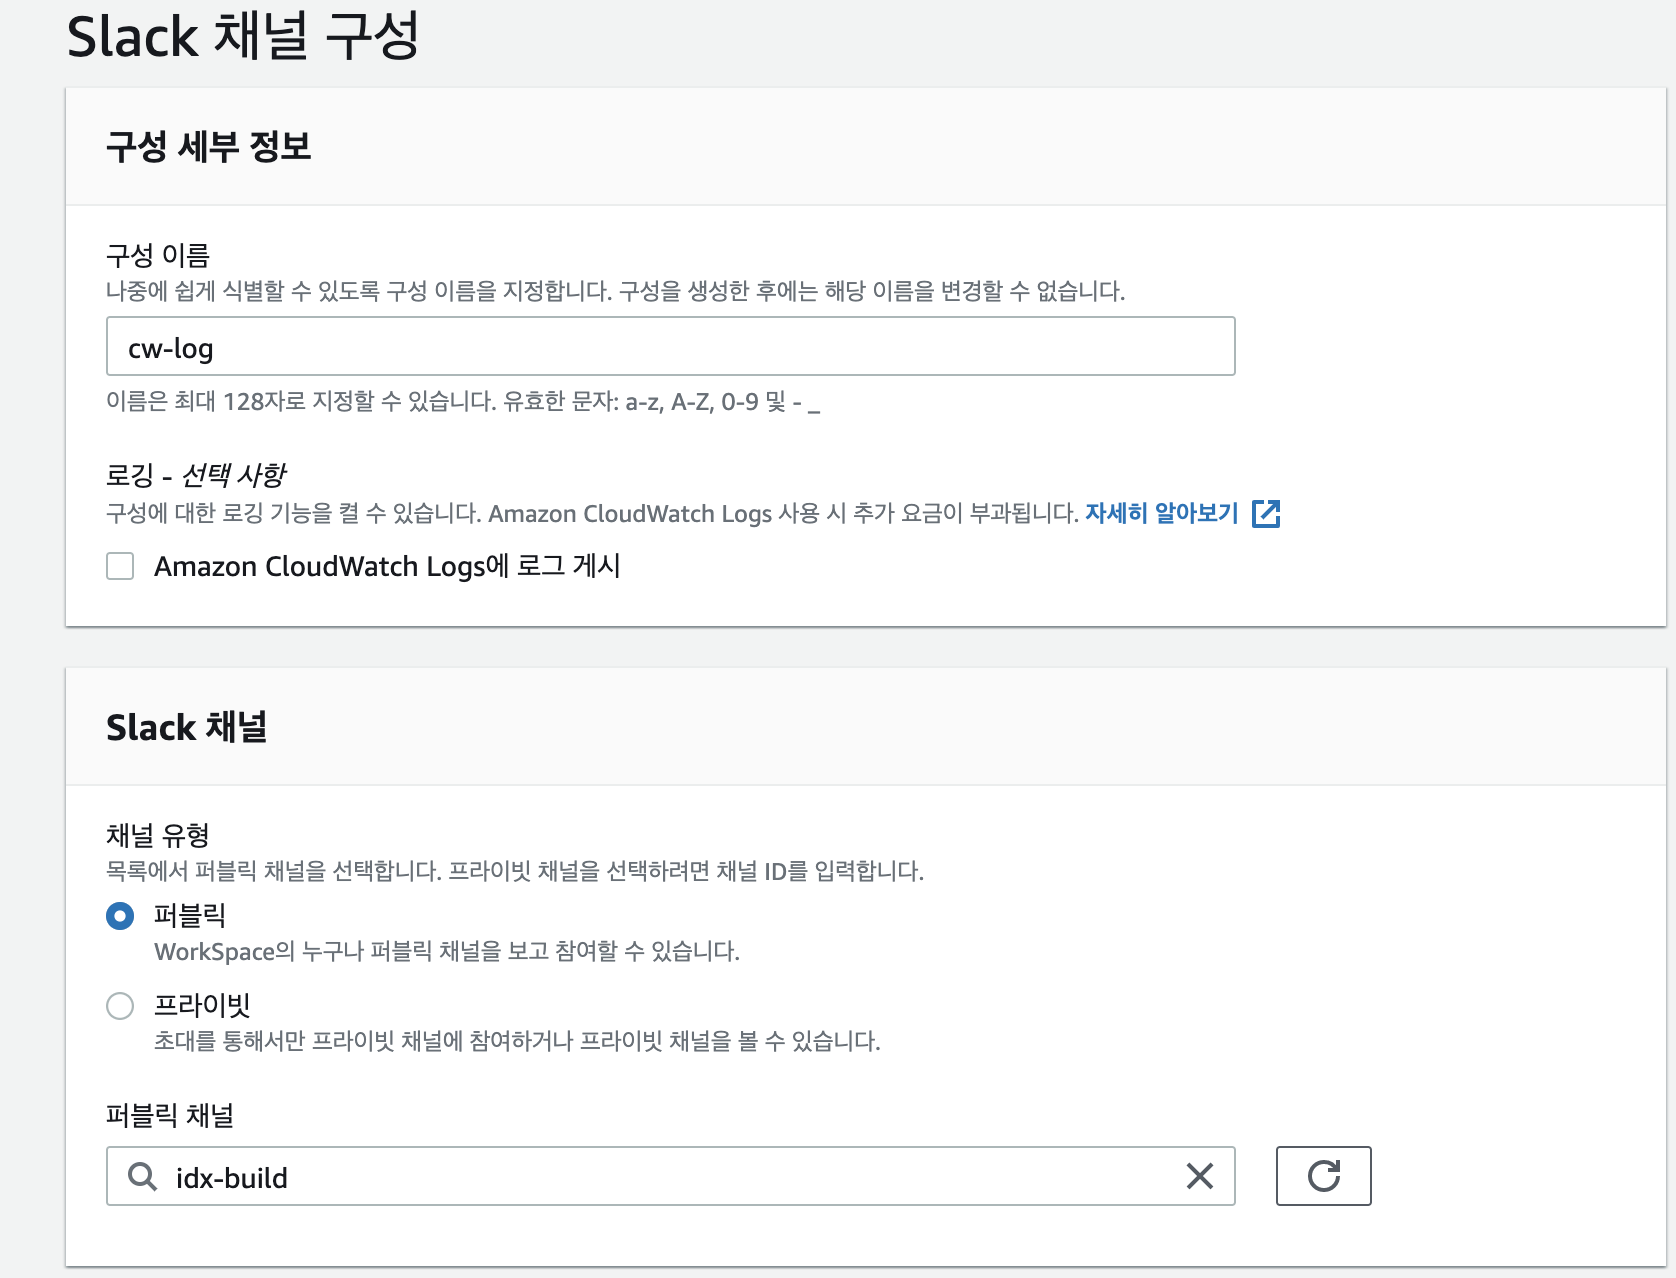 Slack 채널 구성
구성 세부 정보
구성 이름
나중에 쉽게 식별할 수 있도록 구성 이름을 지정합니다. 구성을 생성한 후에는 해당 이름을 변경할 수 없습니다.
cw-log
이름은 최대 128자로 지정할 수 있습니다. 유효한 문자: a-z, A-Z, 0-9 및 - _
로깅 - 선택 사항
구성에 대한 로깅 기능을 켤 수 있습니다. Amazon CloudWatch Logs 사용 시 추가 요금이 부과됩니다. 자세히 알아보기
Amazon CloudWatch Logs에 로그 게시
Slack 채널
채널 유형
목록에서 퍼블릭 채널을 선택합니다. 프라이빗 채널을 선택하려면 채널 ID를 입력합니다.
퍼블릭
WorkSpace의 누구나 퍼블릭 채널을 보고 참여할 수 있습니다.
프라이빗
초대를 통해서만 프라이빗 채널에 참여하거나 프라이빗 채널을 볼 수 있습니다.
퍼블릭 채널
idx-build